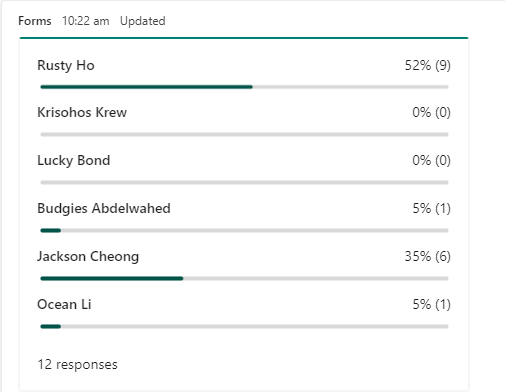 Forms 10:22 am Updated
Rusty Ho 52% (9)
Krisohos Krew 0% (0)
Lucky Bond 0% (0)
Budgies Abdelwahed 5% (1)
Jackson Cheong 35% (6)
Ocean Li 5% (1)
12 responses